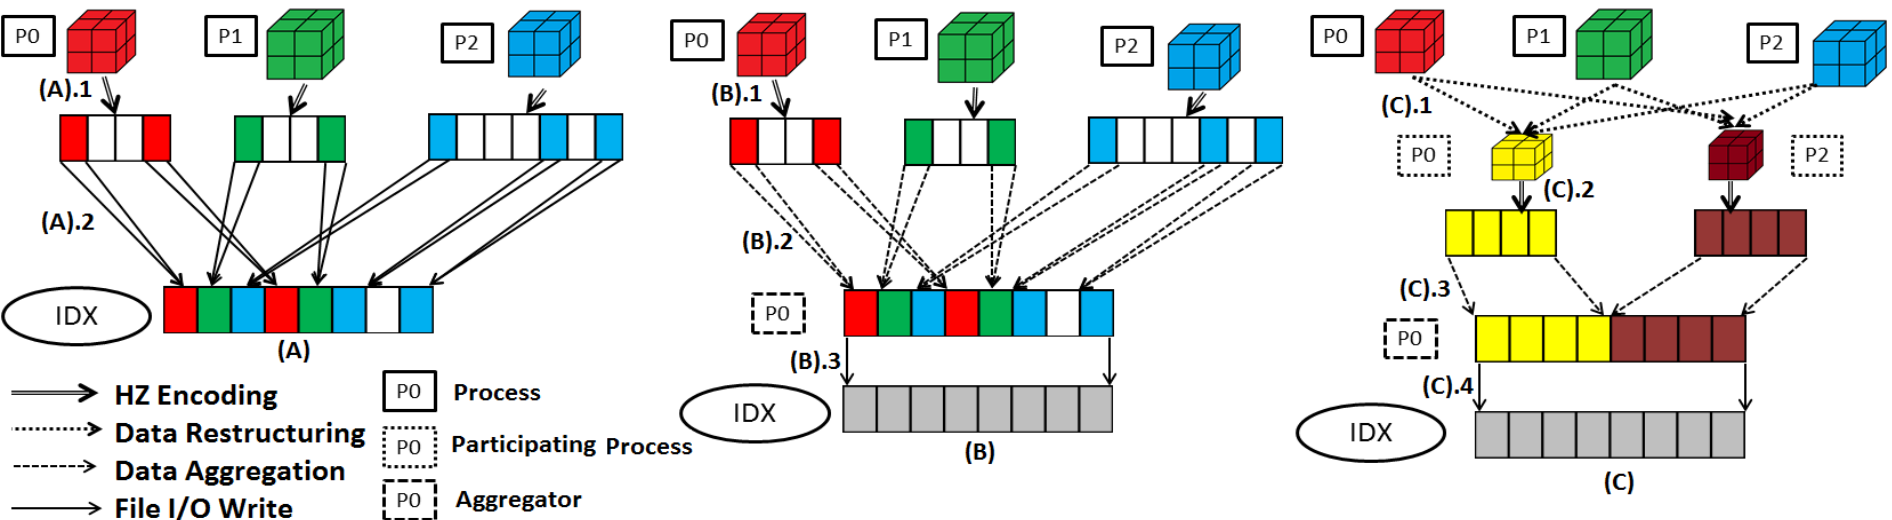 P0
P1
P2
(A).1
(A).2
IDX
(A)
HZ Encoding
Data Restructuring
Data Aggregation
File I/O Write
P0 Process
P0 Participating Process
P0 Aggregator
P0
P1
P2
(B).1
(B).2
P0
(B).3
IDX
(B)
P0
P1
P2
(C).1
P0
P2
(C).2
(C).3
P0
(C).4
IDX
(C)